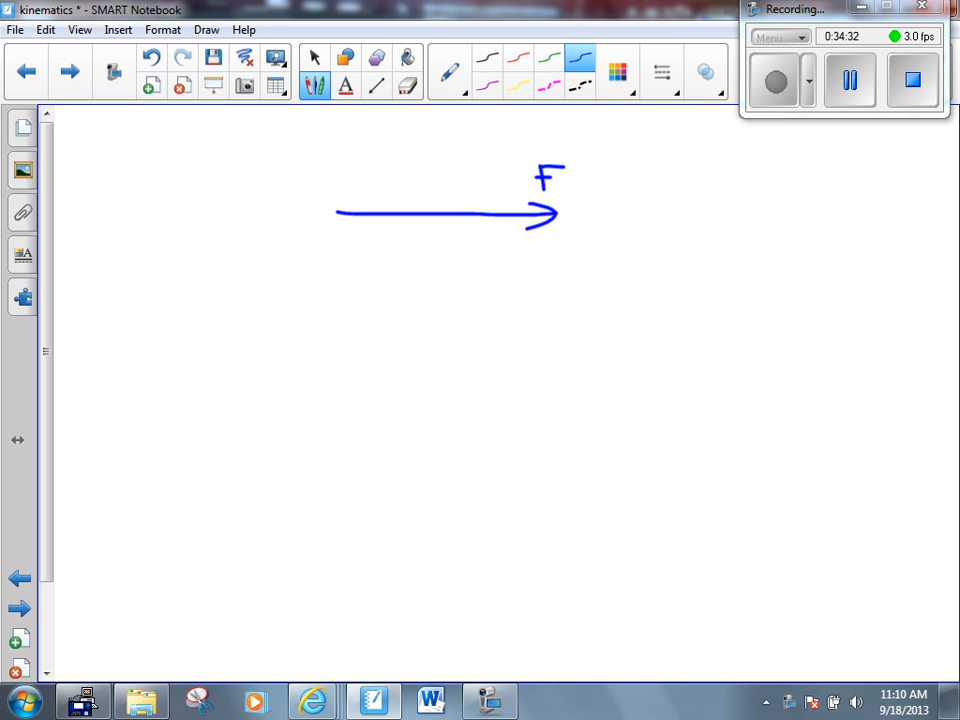 kinematics * - SMART Notebook
Recording...
File Edit View Insert Format Draw Help
Menu 0:34:32 3.0 fps
F
11:10 AM
9/18/2013